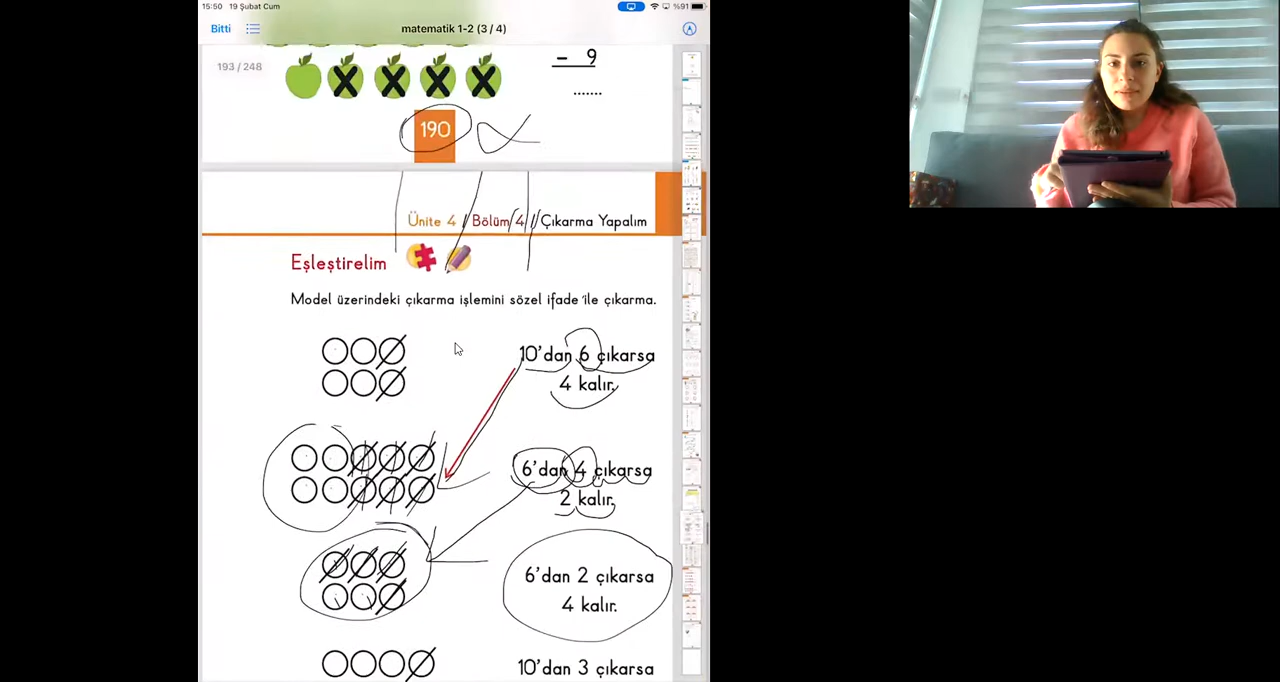 15:50 19 Şubat Cum
%91
Bitti
matematik 1-2 (3 / 4)
193 / 248
- 9
.......
190
Ünite 4 / Bölüm 4 / Çıkarma Yapalım
Eşleştirelim
Model üzerindeki çıkarma işlemini sözel ifade ile çıkarma.
10'dan 6 çıkarsa
4 kalır.
6'dan 4 çıkarsa
2 kalır.
6'dan 2 çıkarsa
4 kalır.
10'dan 3 çıkarsa